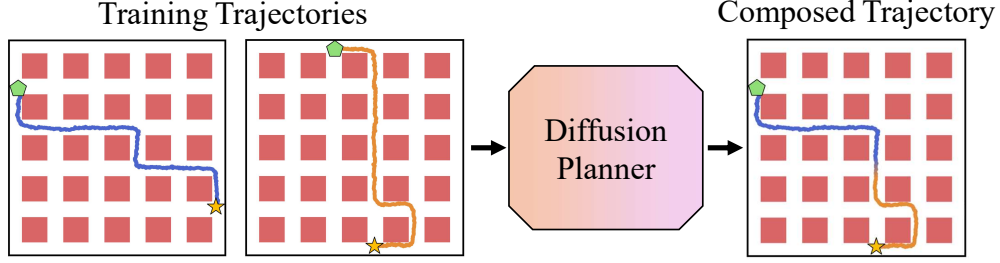 Training Trajectories
Composed Trajectory
Diffusion
Planner